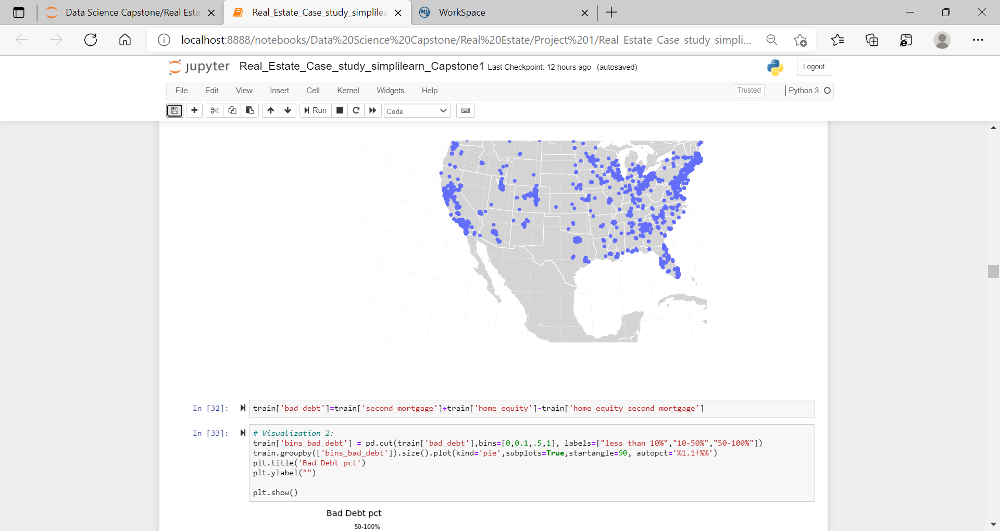 Data Science Capstone/Real Esta
Real_Estate_Case_study_simplilea
WorkSpace
localhost:8888/notebooks/Data%20Science%20Capstone/Real%20Estate/Project%201/Real_Estate_Case_study_simpli...
jupyter Real_Estate_Case_study_simplilearn_Capstone1 Last Checkpoint: 12 hours ago (autosaved)
Logout
File Edit View Insert Cell Kernel Widgets Help Trusted Python 3
Run Code
In [32]: train['bad_debt']=train['second_mortgage']+train['home_equity']-train['home_equity_second_mortgage']
In [33]: # Visualization 2:
train['bins_bad_debt'] = pd.cut(train['bad_debt'],bins=[0,0.1,.5,1], labels=["less than 10%","10-50%","50-100%"])
train.groupby(['bins_bad_debt']).size().plot(kind='pie',subplots=True,startangle=90, autopct='%1.1f%%')
plt.title('Bad Debt pct')
plt.ylabel("")
plt.show()
Bad Debt pct
50-100%